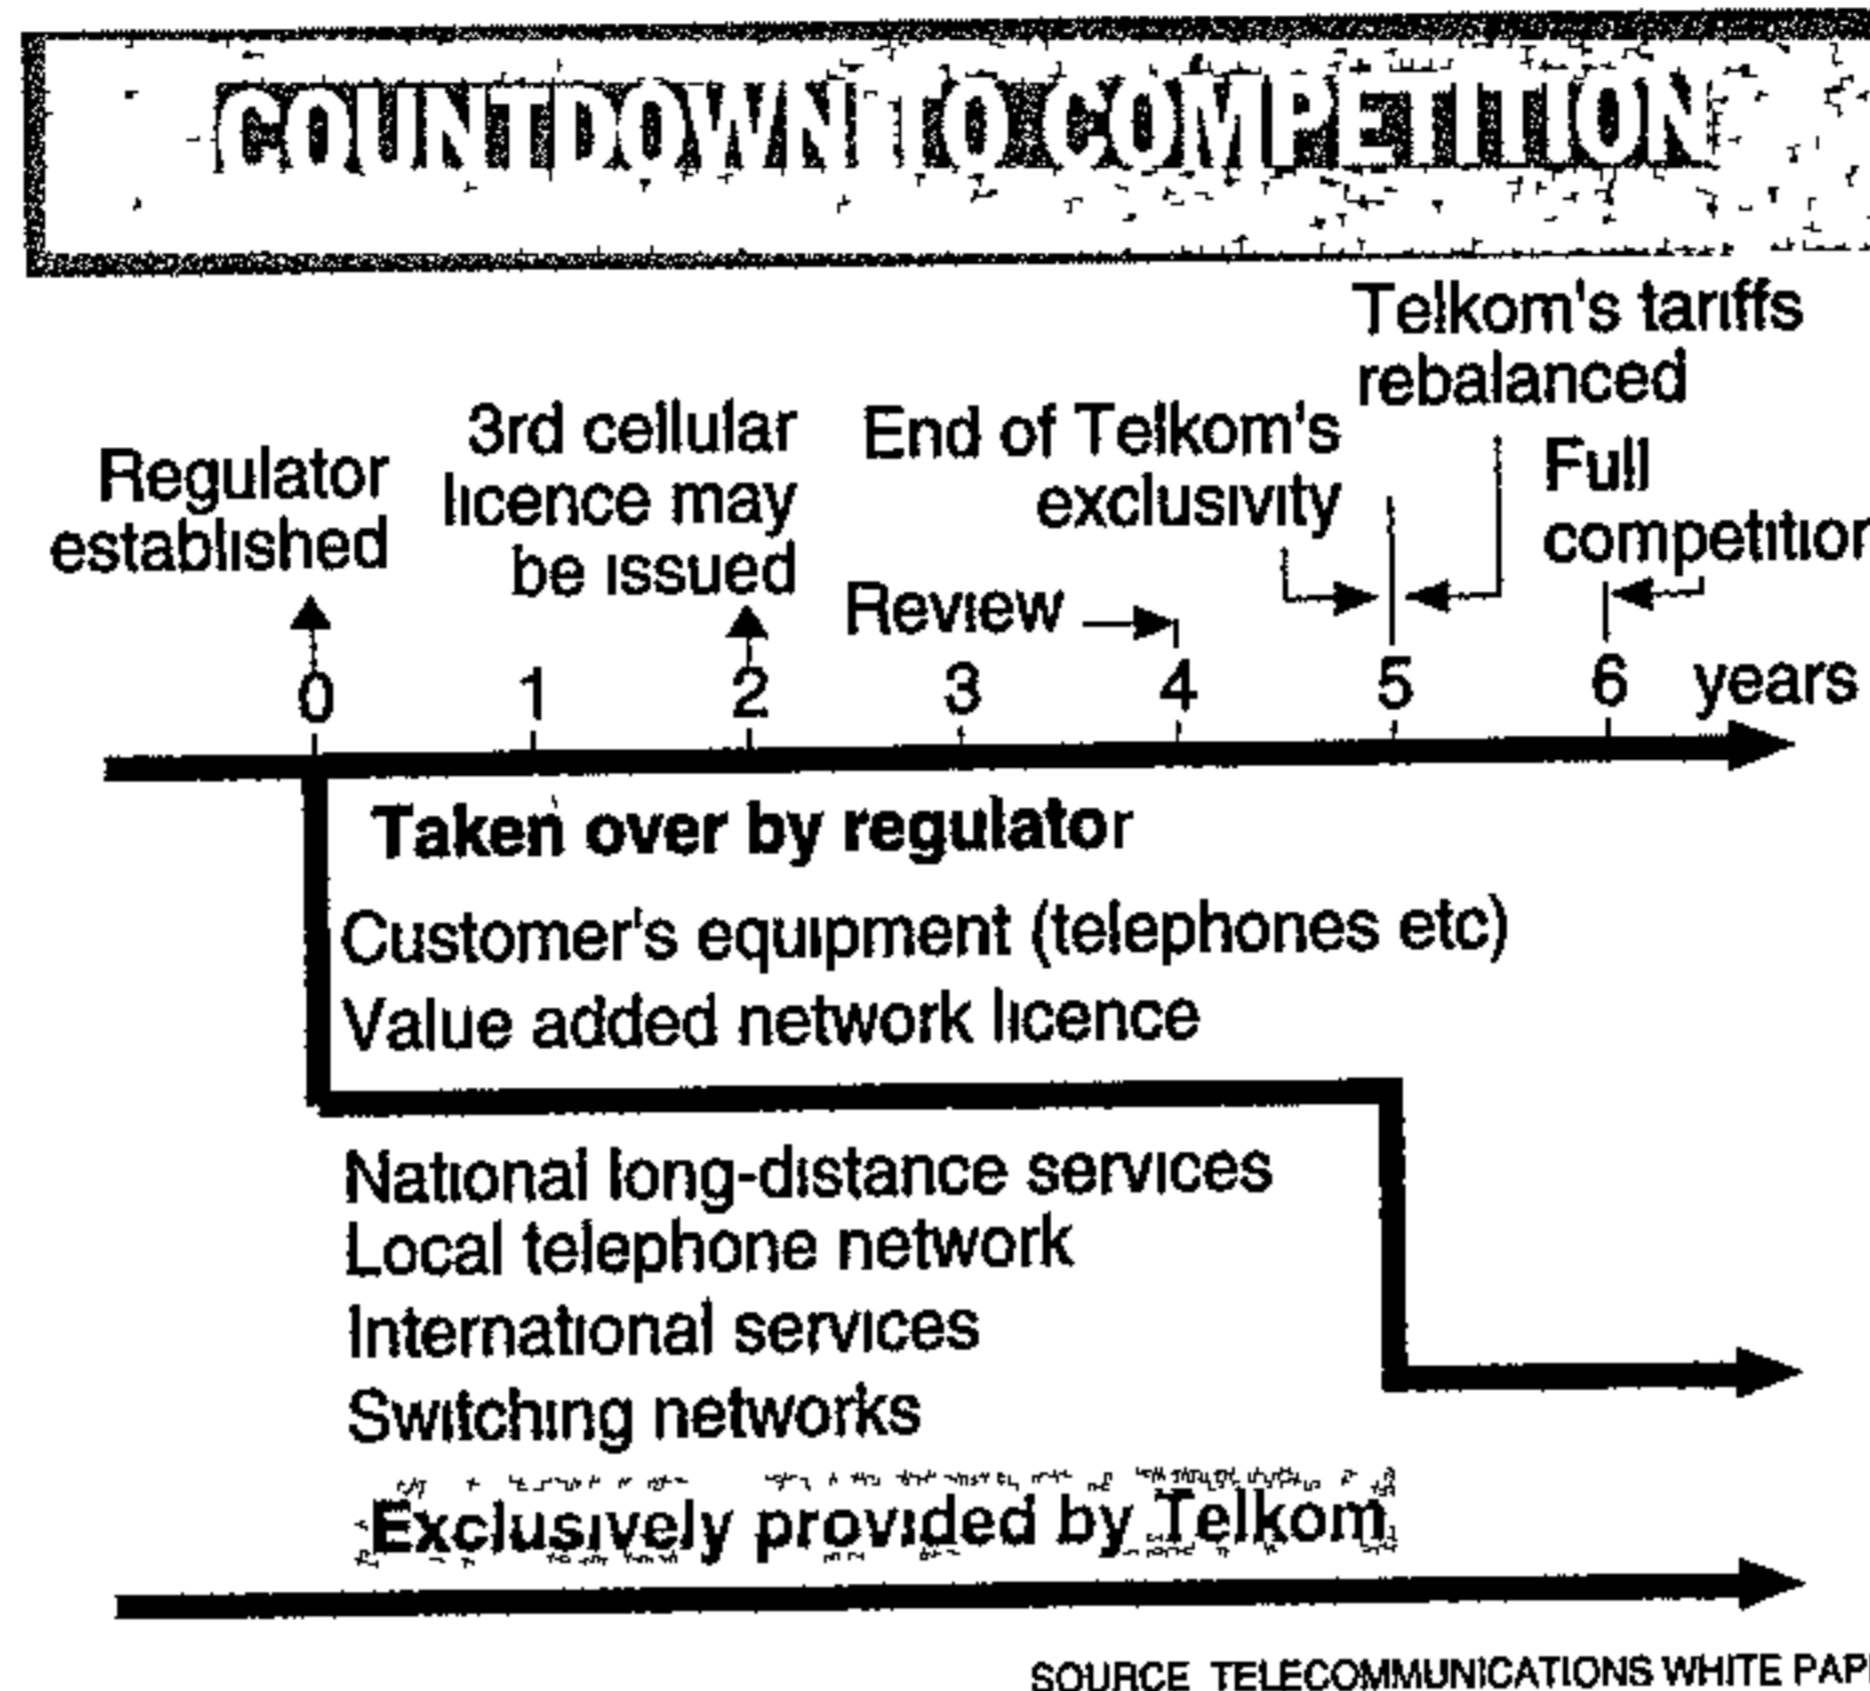 COUNTDOWN TO COMPETITION
Telkom's tariffs
rebalanced
Regulator
established
3rd cellular
licence may
be issued
End of Telkom's
exclusivity
Full
competition
Review
0 1 2 3 4 5 6 years
Taken over by regulator
Customer's equipment (telephones etc)
Value added network licence
National long-distance services
Local telephone network
International services
Switching networks
Exclusively provided by Telkom
SOURCE TELECOMMUNICATIONS WHITE